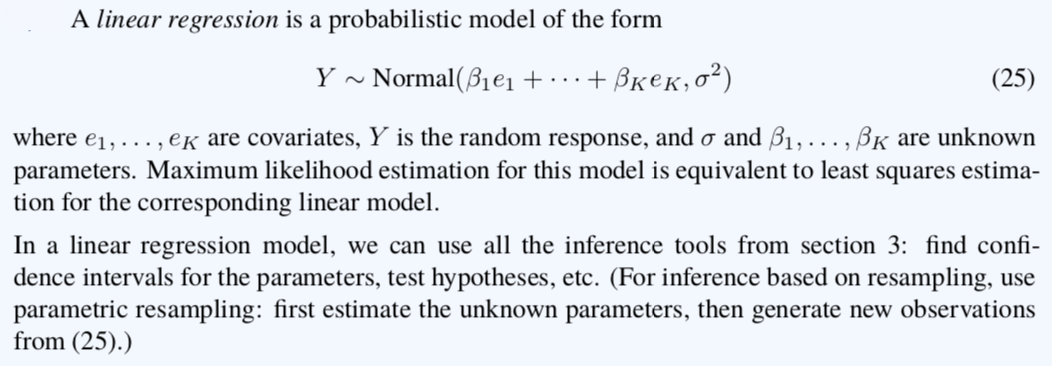 A linear regression is a probabilistic model of the form
Y ∼ Normal(β₁e₁ + · · · + β_K e_K, σ²) (25)
where e₁, . . . , e_K are covariates, Y is the random response, and σ and β₁, . . . , β_K are unknown
parameters. Maximum likelihood estimation for this model is equivalent to least squares estima-
tion for the corresponding linear model.
In a linear regression model, we can use all the inference tools from section 3: find confi-
dence intervals for the parameters, test hypotheses, etc. (For inference based on resampling, use
parametric resampling: first estimate the unknown parameters, then generate new observations
from (25).)